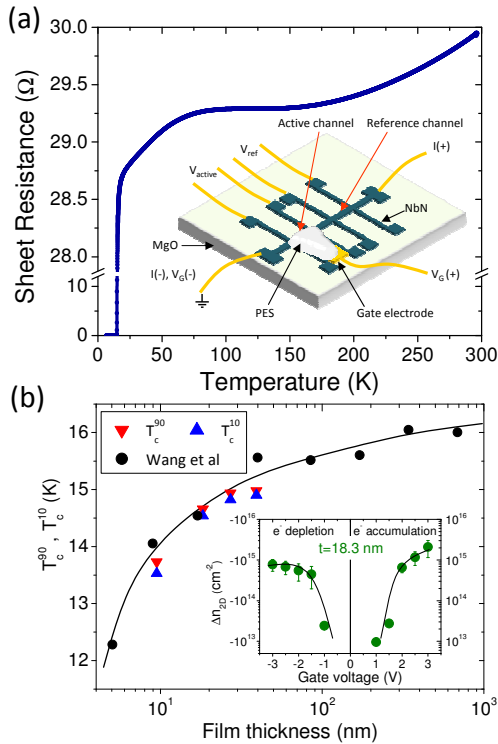 (a)
30.0
29.5
29.0
28.5
28.0
10
0
Sheet Resistance (Ω)
0 50 100 150 200 250 300
Temperature (K)
Active channel
Reference channel
V_ref
V_active
I(+)
NbN
MgO
I(-), V_G(-)
PES
Gate electrode
V_G(+)
(b)
T_c^90 T_c^10
Wang et al
16
15
14
13
12
T_c^90, T_c^10 (K)
10^1 10^2 10^3
Film thickness (nm)
e^- depletion e^- accumulation
t=18.3 nm
-10^16
-10^15
-10^14
-10^13
10^16
10^15
10^14
10^13
Δn_2D (cm^-2)
-3 -2 -1 0 1 2 3
Gate voltage (V)